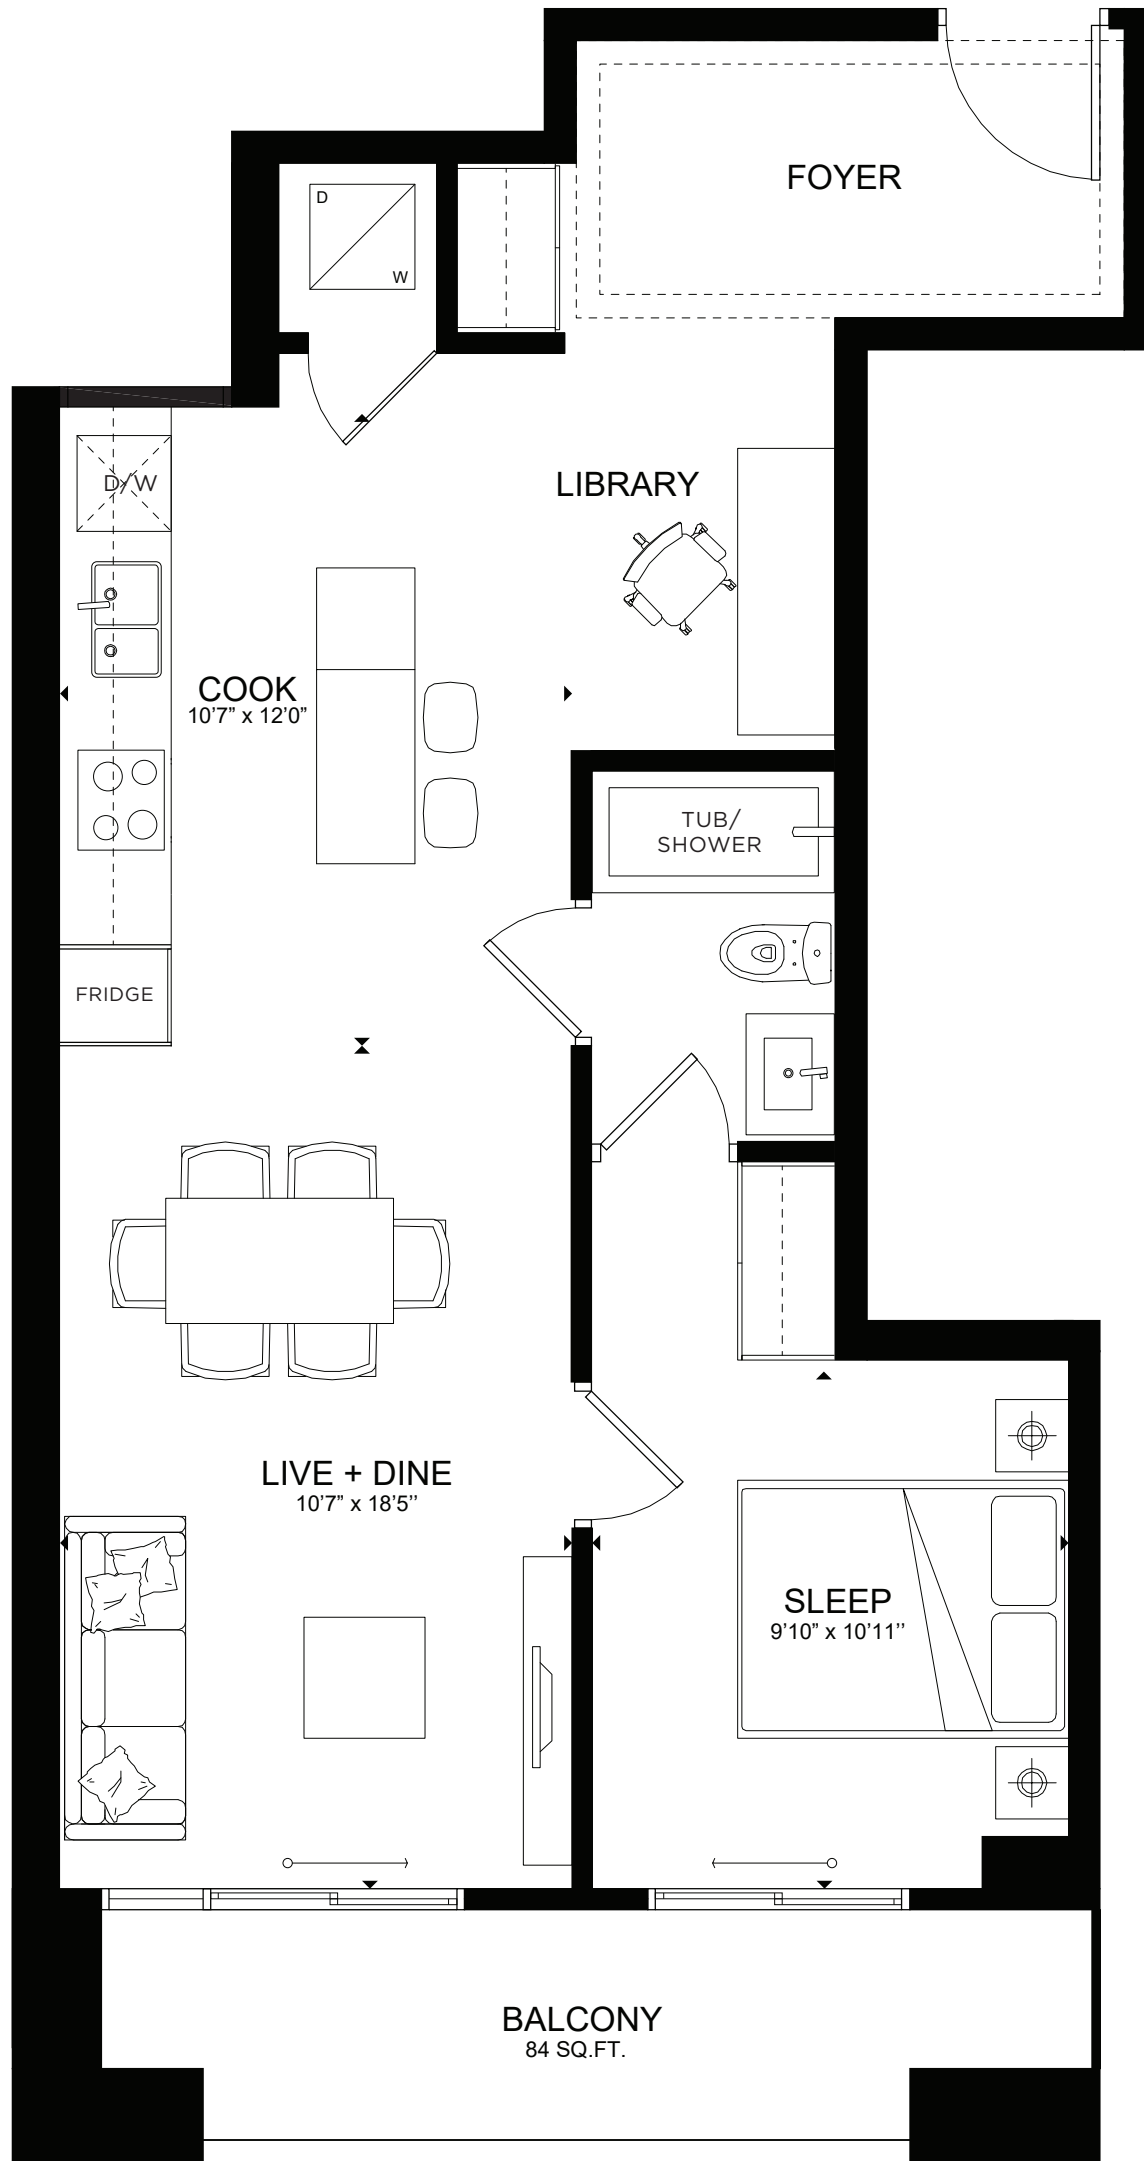 FOYER
D
W
LIBRARY
D/W
COOK
10'7" x 12'0"
TUB/
SHOWER
FRIDGE
LIVE + DINE
10'7" x 18'5''
SLEEP
9'10" x 10'11''
BALCONY
84 SQ.FT.